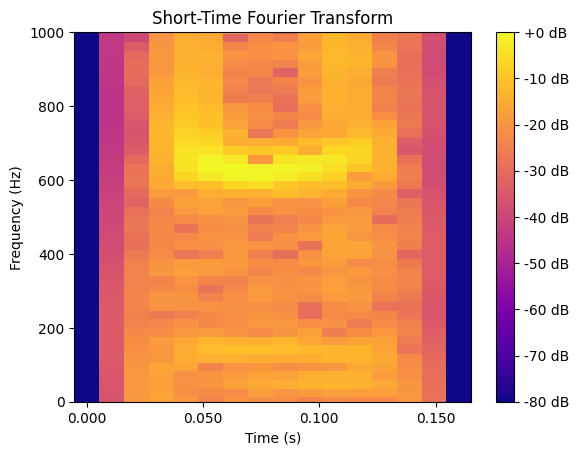 Short-Time Fourier Transform
1000
800
600
400
200
0
Frequency (Hz)
0.000
0.050
0.100
0.150
Time (s)
+0 dB
-10 dB
-20 dB
-30 dB
-40 dB
-50 dB
-60 dB
-70 dB
-80 dB